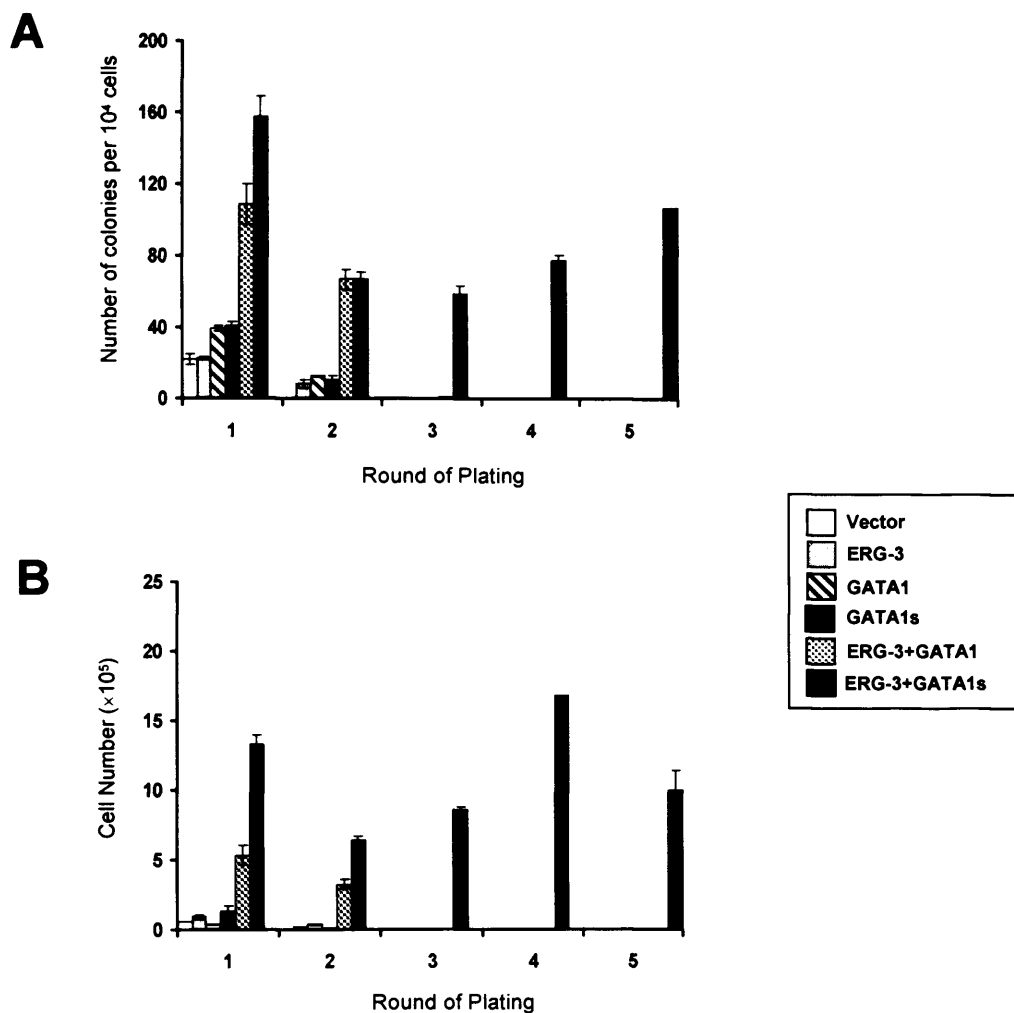 A
200
160
120
80
40
0
Number of colonies per 10⁴ cells
1 2 3 4 5
Round of Plating
Vector
ERG-3
GATA1
GATA1s
ERG-3+GATA1
ERG-3+GATA1s
B
25
20
15
10
5
0
Cell Number (×10⁵)
1 2 3 4 5
Round of Plating